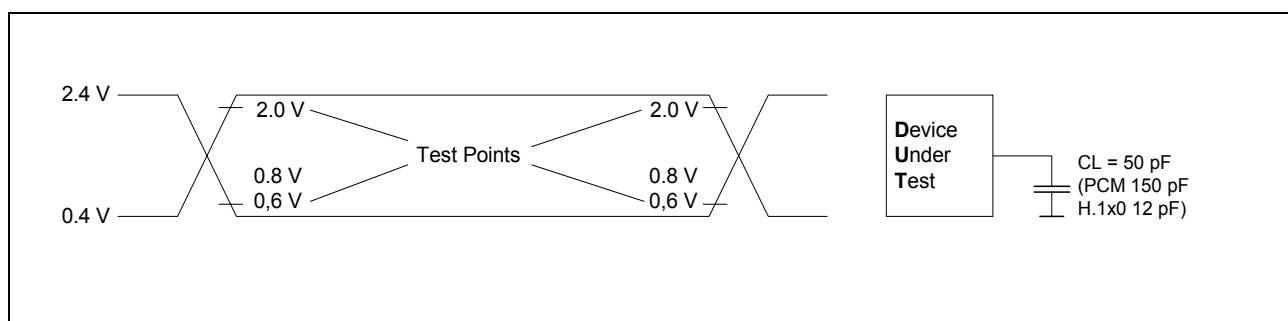 2.4 V
2.0 V
2.0 V
Test Points
0.8 V
0,6 V
0.8 V
0,6 V
0.4 V
Device
Under
Test
CL = 50 pF
(PCM 150 pF
H.1x0 12 pF)